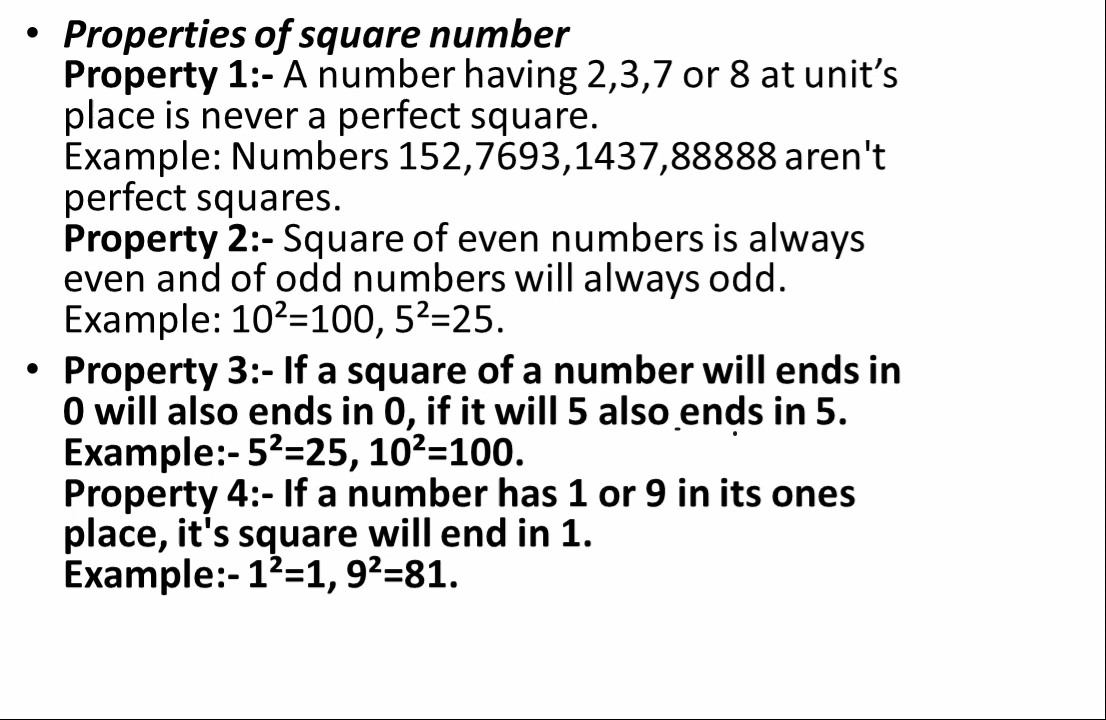 • Properties of square number
Property 1:- A number having 2,3,7 or 8 at unit’s
place is never a perfect square.
Example: Numbers 152,7693,1437,88888 aren't
perfect squares.
Property 2:- Square of even numbers is always
even and of odd numbers will always odd.
Example: 10²=100, 5²=25.
• Property 3:- If a square of a number will ends in
0 will also ends in 0, if it will 5 also ends in 5.
Example:- 5²=25, 10²=100.
Property 4:- If a number has 1 or 9 in its ones
place, it's square will end in 1.
Example:- 1²=1, 9²=81.